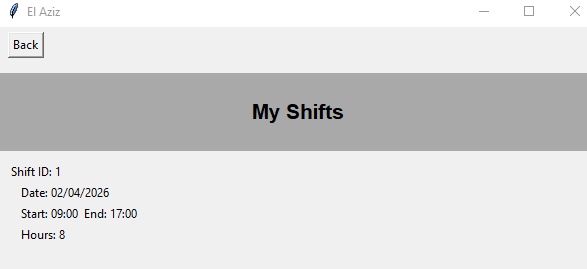 El Aziz
Back
My Shifts
Shift ID: 1
Date: 02/04/2026
Start: 09:00 End: 17:00
Hours: 8